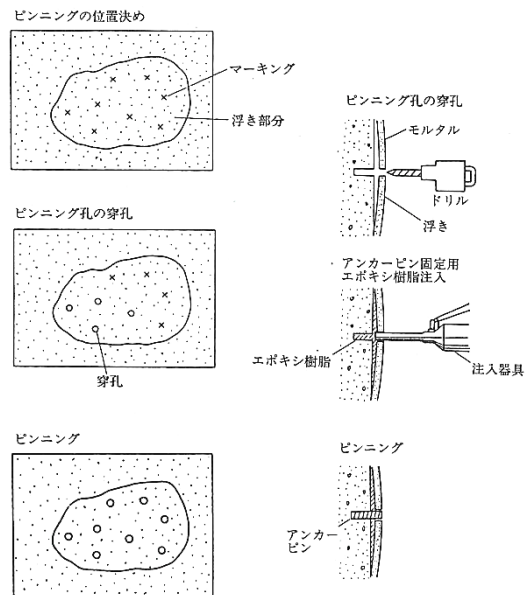 ピンニングの位置決め
マーキング
浮き部分
ピンニング孔の穿孔
穿孔
ピンニング
ピンニング孔の穿孔
モルタル
ドリル
浮き
アンカーピン固定用
エポキシ樹脂注入
エポキシ樹脂
注入器具
ピンニング
アンカー
ピン